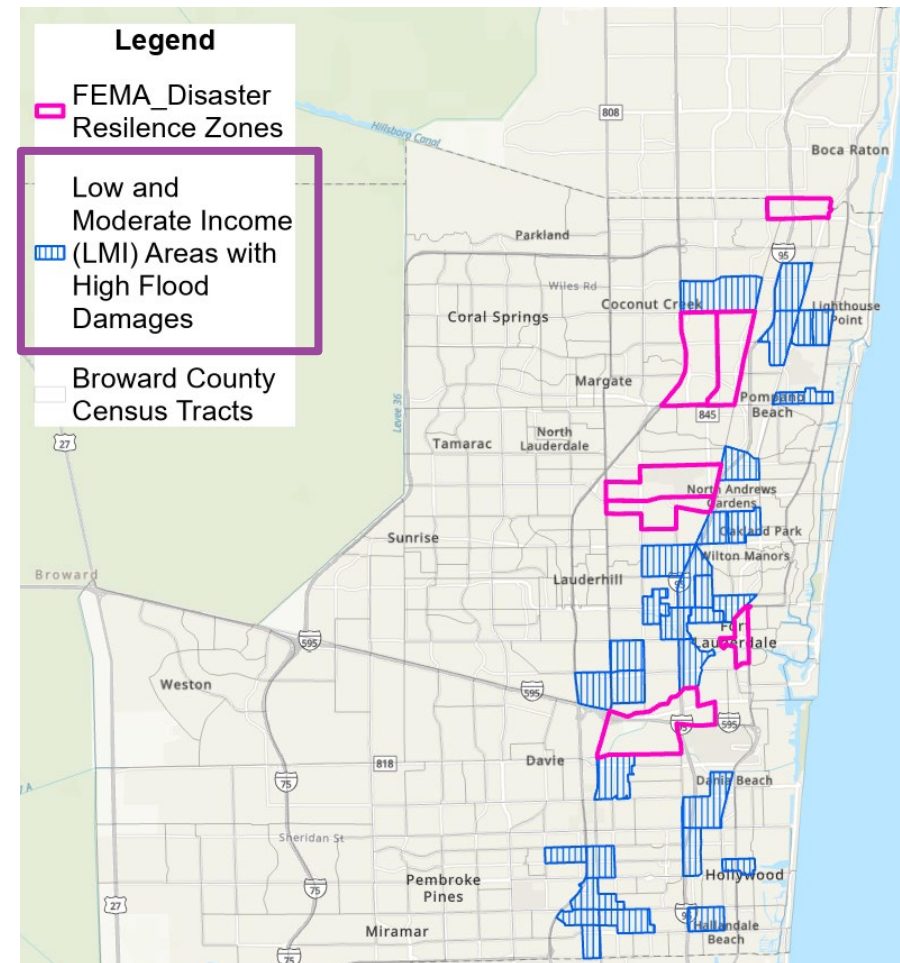 Legend
FEMA_Disaster
Resilence Zones
Low and
Moderate Income
(LMI) Areas with
High Flood
Damages
Broward County
Census Tracts
808
Hillsboro Canal
Boca Raton
Parkland
95
Wiles Rd
Coconut Creek
Lighthouse
Point
Coral Springs
Margate
Pompano
Beach
845
Levee 36
27
Tamarac
North
Lauderdale
North Andrews
Gardens
Oakland Park
Sunrise
Wilton Manors
Broward
Lauderhill
95
Fort
Lauderdale
595
Weston
595
95
595
Davie
818
75
Dania Beach
Sheridan St
Hollywood
Pembroke
Pines
75
27
95
Miramar
Hallandale
Beach
75